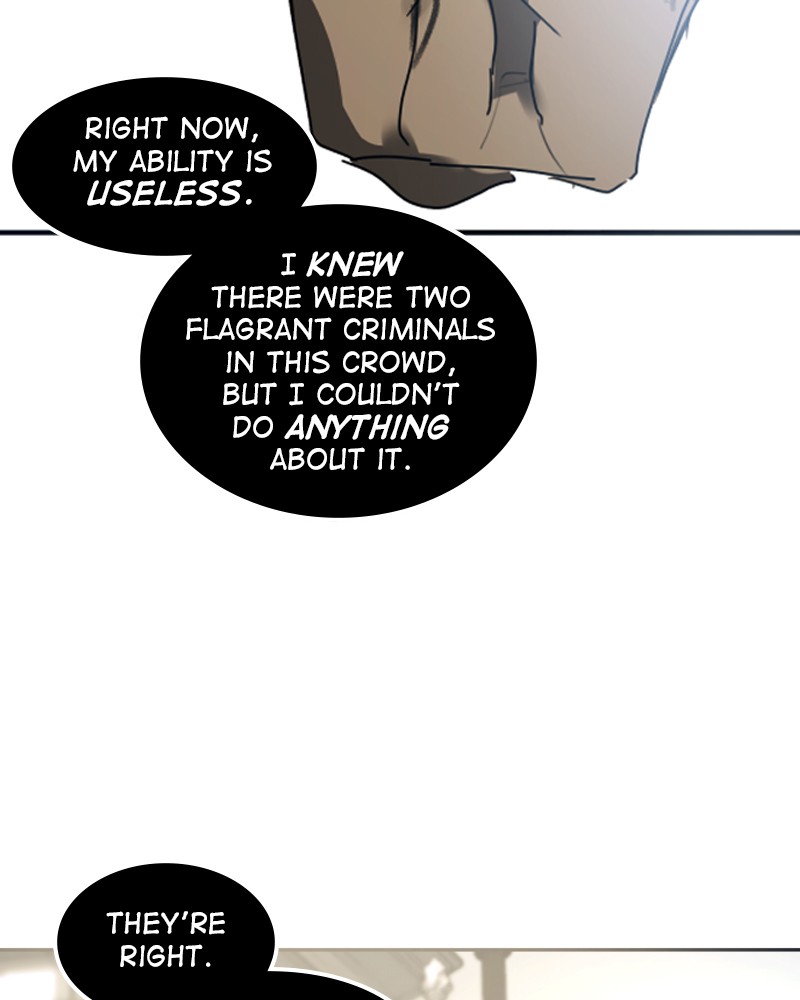 RIGHT NOW,
MY ABILITY IS
USELESS.
I KNEW
THERE WERE TWO
FLAGRANT CRIMINALS
IN THIS CROWD,
BUT I COULDN'T
DO ANYTHING
ABOUT IT.
THEY'RE
RIGHT.